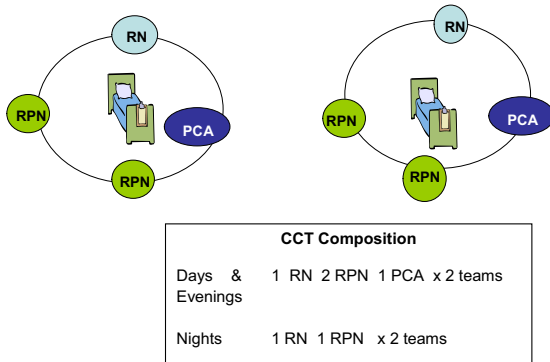 RN
RPN
PCA
RPN
RN
RPN
PCA
RPN
CCT Composition
Days & 1 RN 2 RPN 1 PCA x 2 teams
Evenings
Nights 1 RN 1 RPN x 2 teams